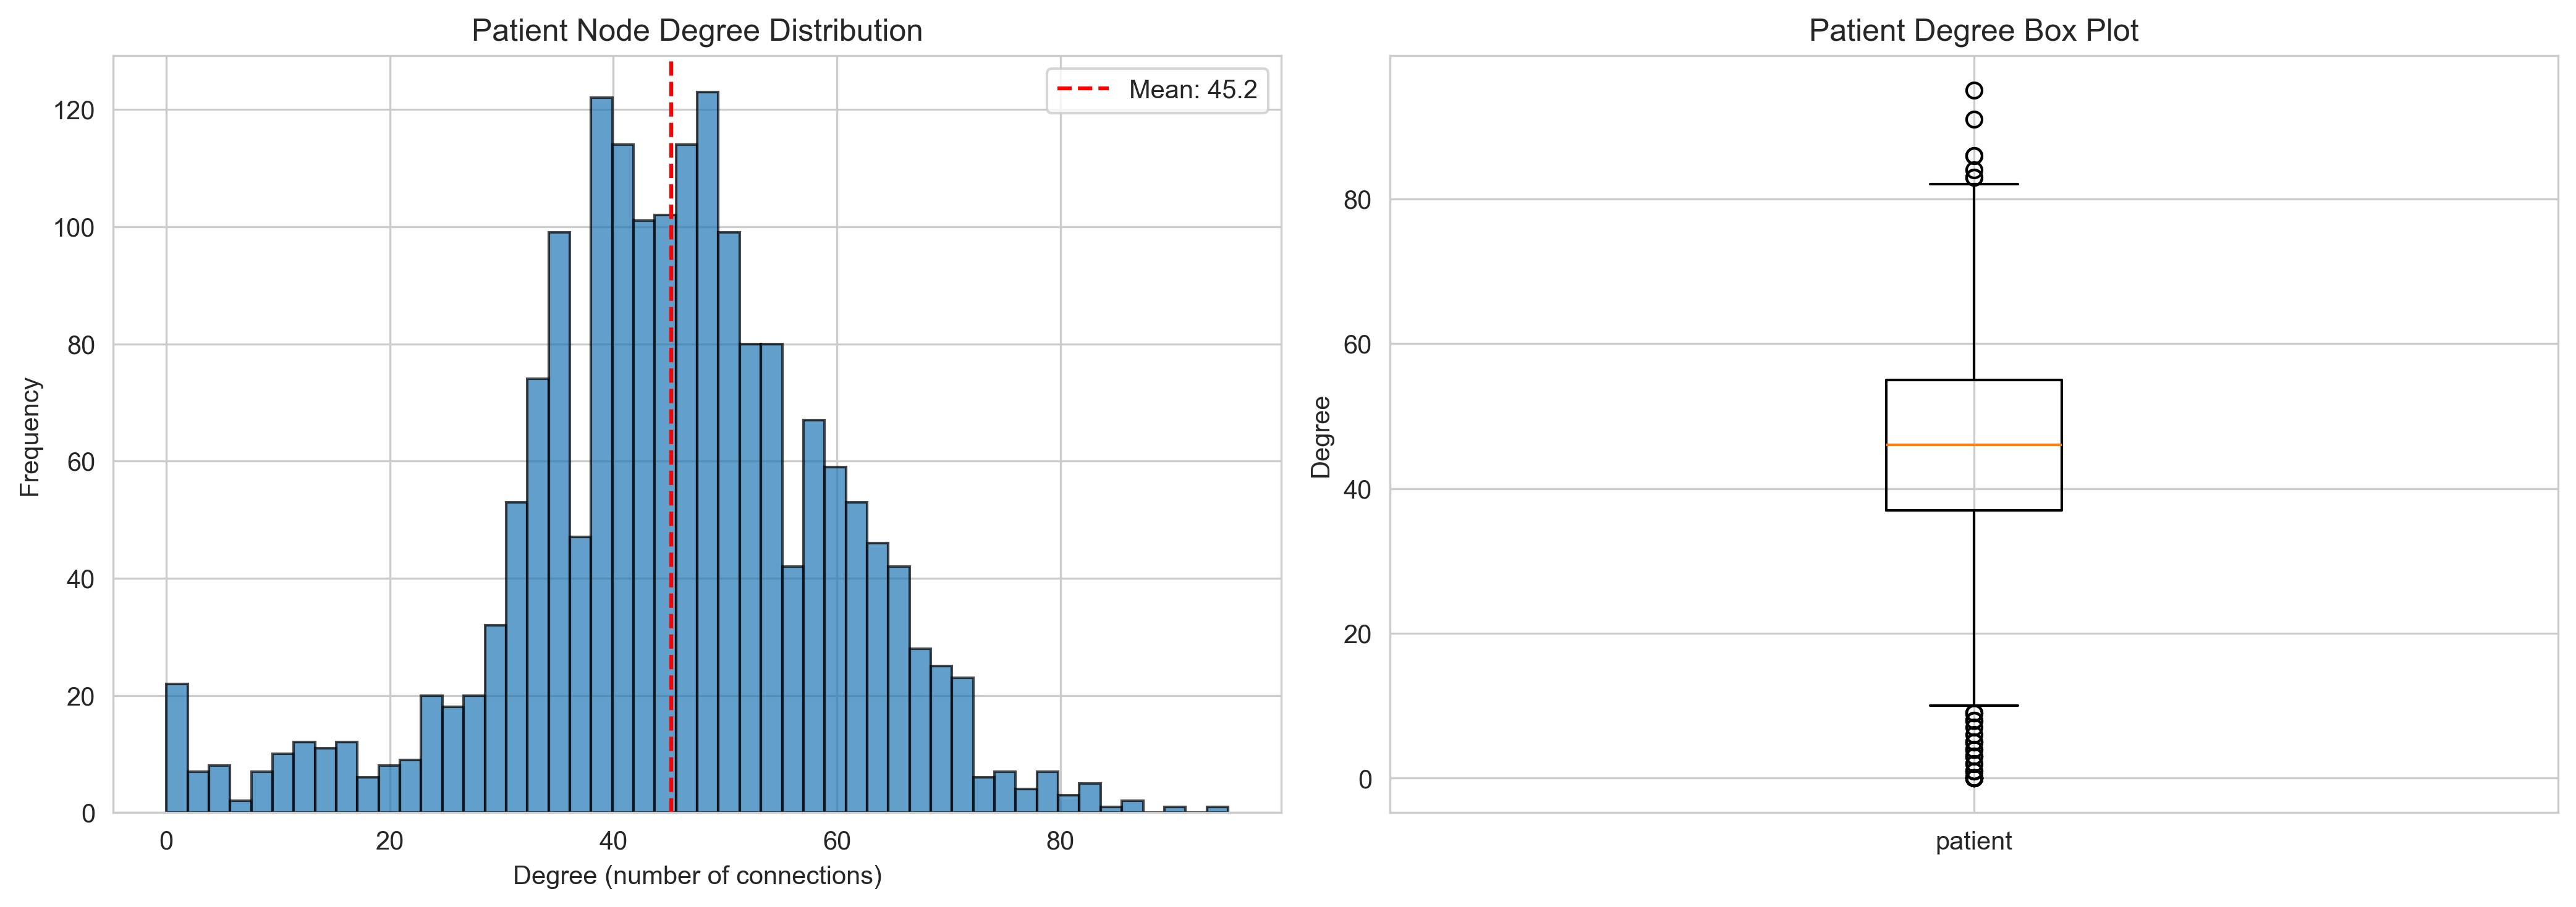 Patient Node Degree Distribution
Mean: 45.2
120
100
80
60
40
20
0
Frequency
0 20 40 60 80
Degree (number of connections)
Patient Degree Box Plot
80
60
40
20
0
Degree
patient